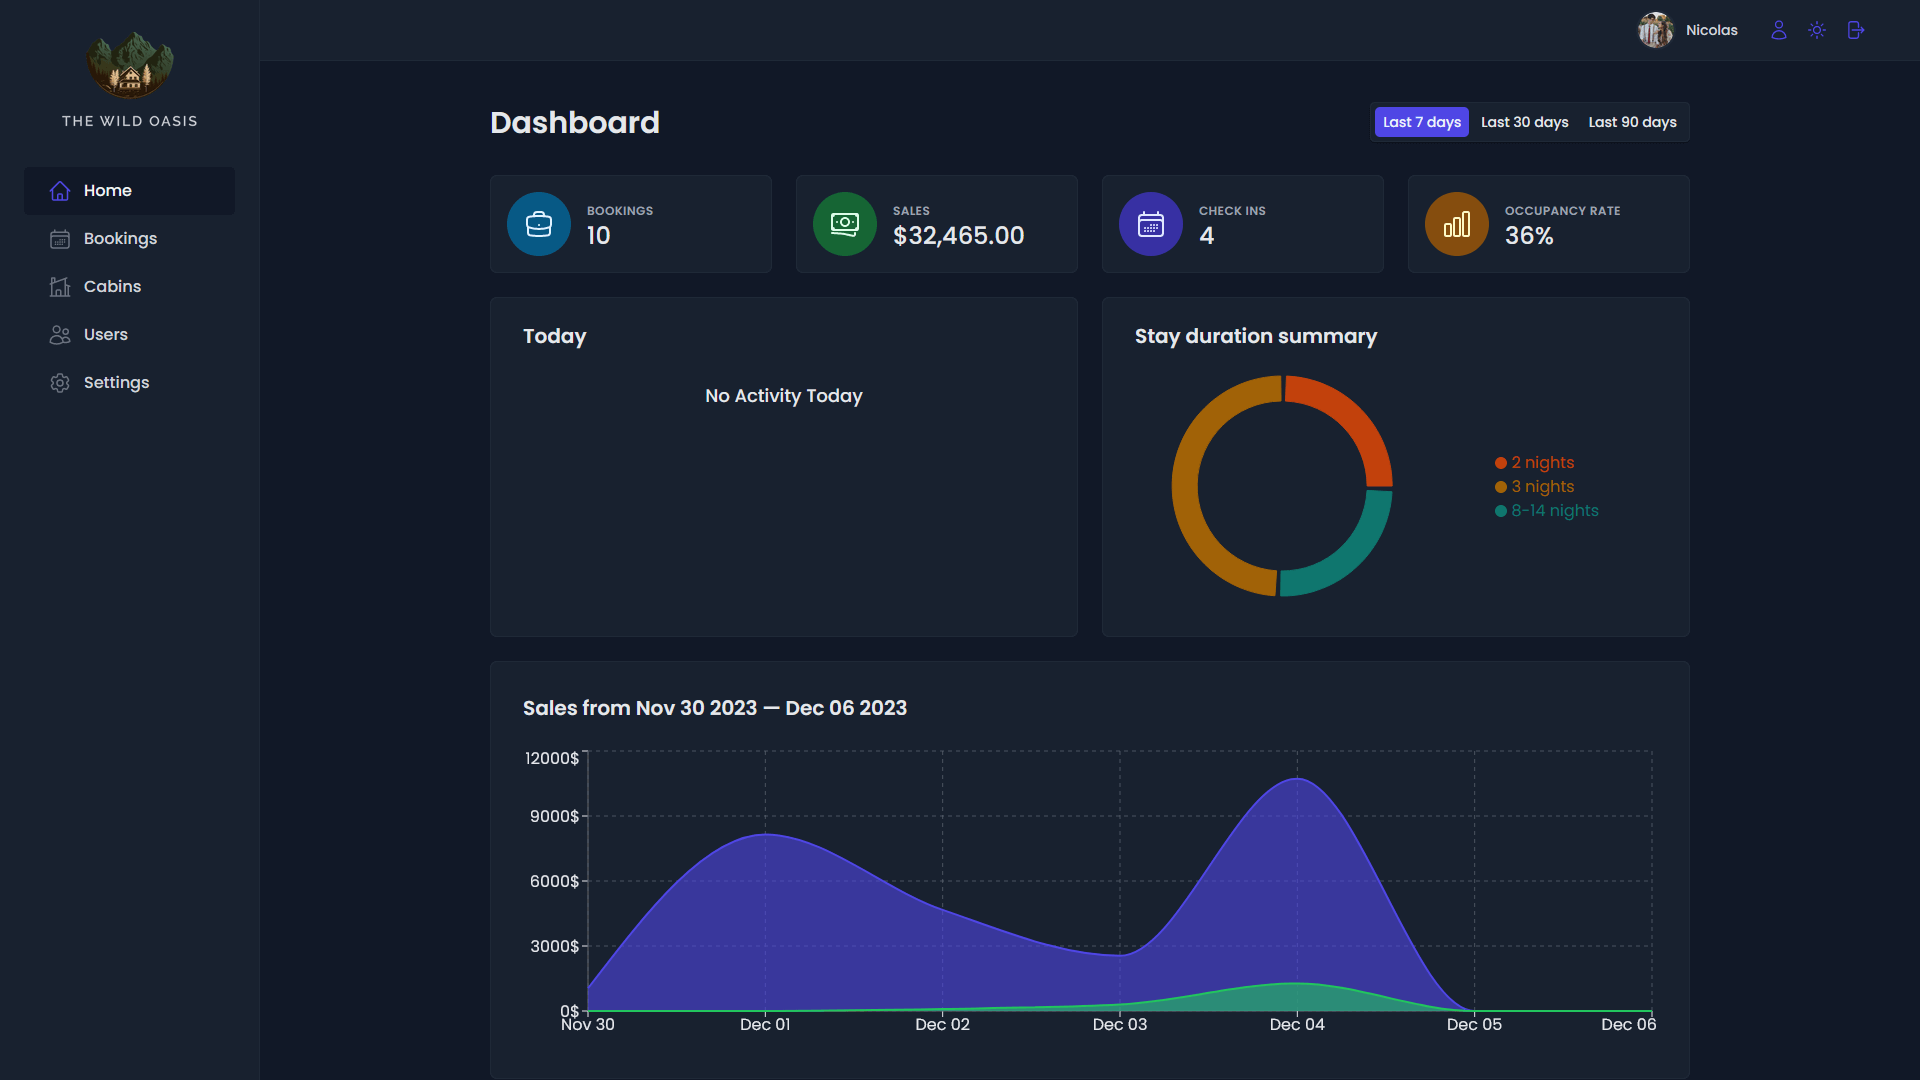 THE WILD OASIS
Home
Bookings
Cabins
Users
Settings
Nicolas
Dashboard
Last 7 days Last 30 days Last 90 days
BOOKINGS
10
SALES
$32,465.00
CHECK INS
4
OCCUPANCY RATE
36%
Today
No Activity Today
Stay duration summary
2 nights
3 nights
8-14 nights
Sales from Nov 30 2023 — Dec 06 2023
12000$
9000$
6000$
3000$
0$
Nov 30 Dec 01 Dec 02 Dec 03 Dec 04 Dec 05 Dec 06